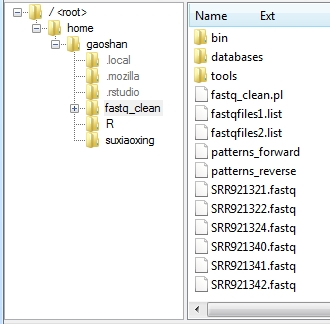 / <root>
home
gaoshan
.local
.mozilla
.rstudio
fastq_clean
R
suxiaoxing
Name Ext
bin
databases
tools
fastq_clean.pl
fastqfiles1.list
fastqfiles2.list
patterns_forward
patterns_reverse
SRR921321.fastq
SRR921322.fastq
SRR921324.fastq
SRR921340.fastq
SRR921341.fastq
SRR921342.fastq